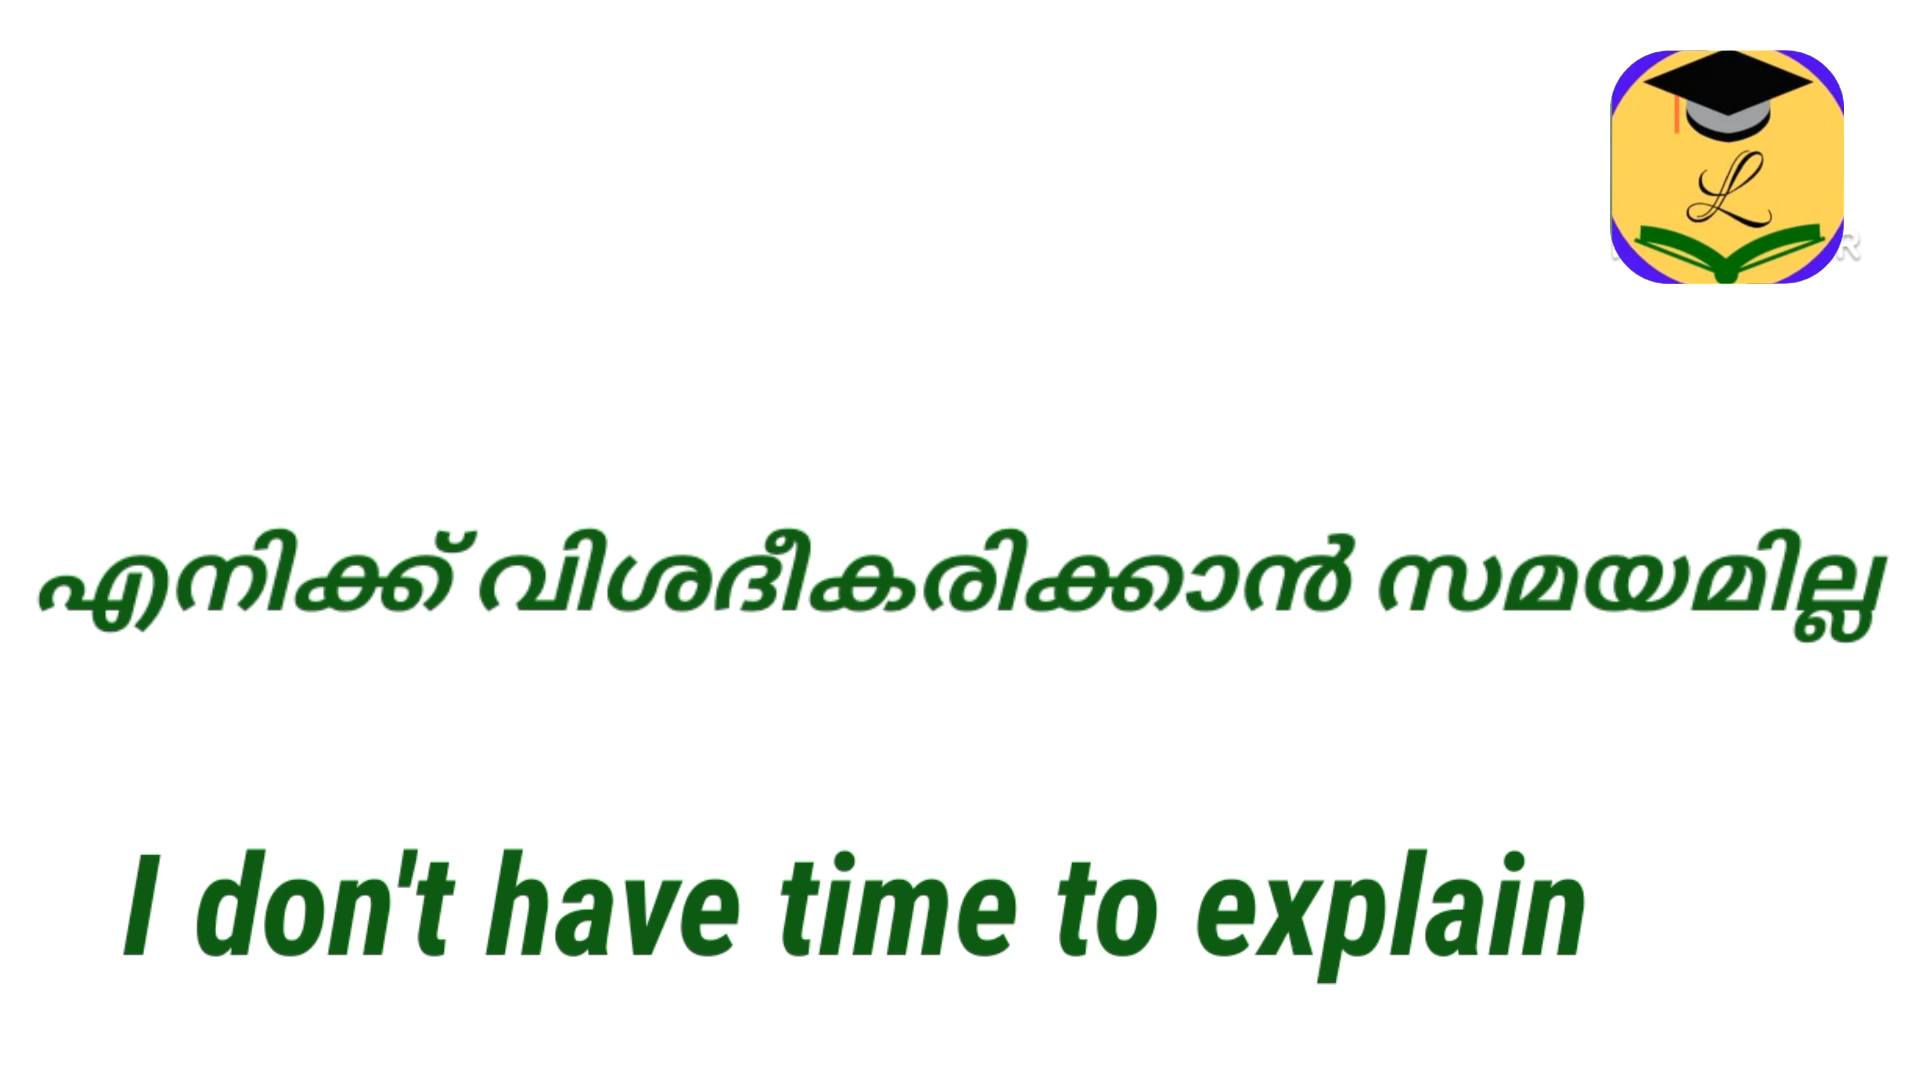 L
എനിക്ക് വിശദീകരിക്കാൻ സമയമില്ല
I don't have time to explain